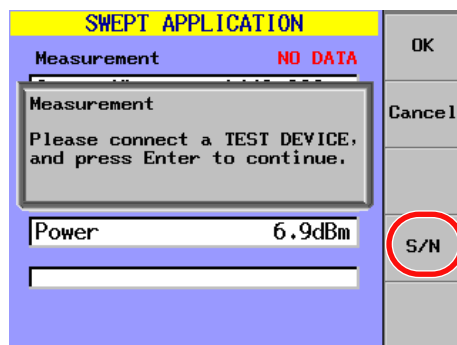 SWEPT APPLICATION
Measurement NO DATA
Measurement
Please connect a TEST DEVICE,
and press Enter to continue.
Power 6.9dBm
OK
Cancel
S/N